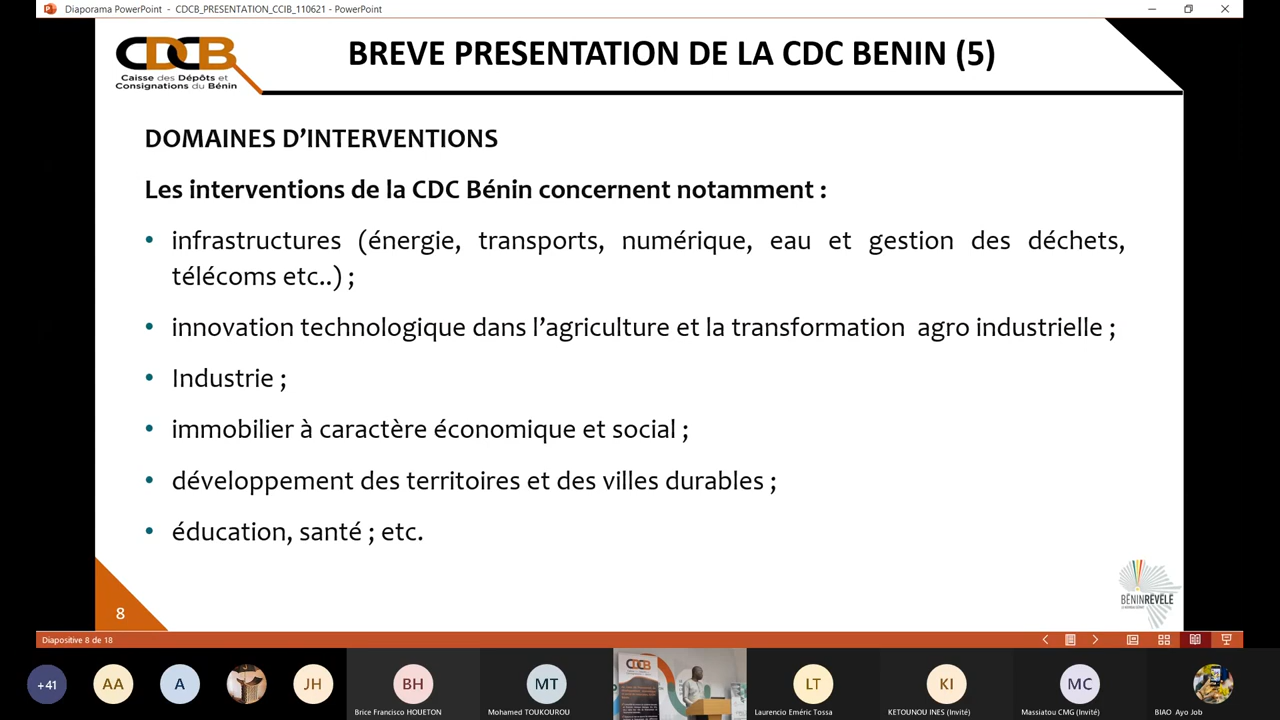 Diaporama PowerPoint - CDCB_PRESENTATION_CCIB_110621 - PowerPoint
CDCB
Caisse des Dépôts et
Consignations du Bénin
BREVE PRESENTATION DE LA CDC BENIN (5)
DOMAINES D’INTERVENTIONS
Les interventions de la CDC Bénin concernent notamment :
• infrastructures (énergie, transports, numérique, eau et gestion des déchets,
télécoms etc..) ;
• innovation technologique dans l’agriculture et la transformation agro industrielle ;
• Industrie ;
• immobilier à caractère économique et social ;
• développement des territoires et des villes durables ;
• éducation, santé ; etc.
8
BÉNIN RÉVÉLÉ
Diapositive 8 de 18
+41
AA
A
JH
BH
MT
CDCB
LT
KI
MC
Brice Francisco HOUETON
Mohamed TOUKOUROU
Laurencio Eméric Tossa
KETOUNOU INES (Invité)
Massiatou CMG (Invité)
BIAO Ayo Job